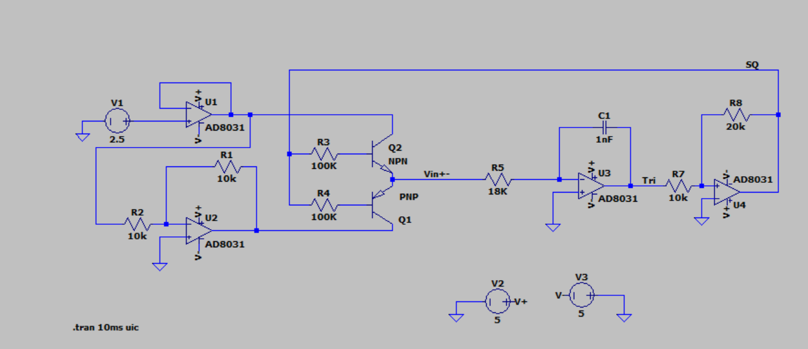 SQ
V1
2.5
V+
U1
AD8031
V-
R1
10k
R2
10k
V+
U2
AD8031
V-
R3
100K
R4
100K
Q2
NPN
PNP
Q1
Vin+-
R5
18K
C1
1nF
V+
U3
AD8031
V-
Tri
R7
10k
R8
20k
V-
AD8031
U4
V+
V2
V+
5
V3
V-
5
.tran 10ms uic